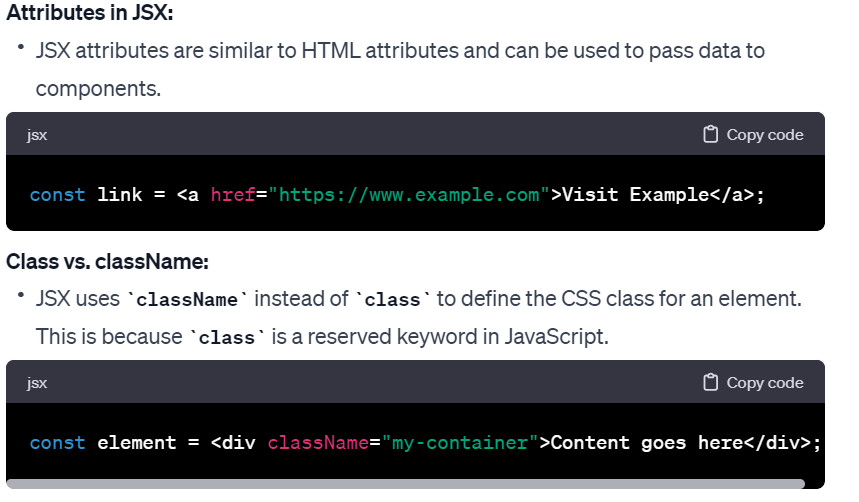 Attributes in JSX:
• JSX attributes are similar to HTML attributes and can be used to pass data to
components.
jsx Copy code
const link = <a href="https://www.example.com">Visit Example</a>;
Class vs. className:
• JSX uses `className` instead of `class` to define the CSS class for an element.
This is because `class` is a reserved keyword in JavaScript.
jsx Copy code
const element = <div className="my-container">Content goes here</div>;